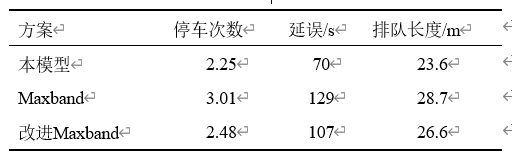 方案 停车次数 延误/s 排队长度/m
本模型 2.25 70 23.6
Maxband 3.01 129 28.7
改进Maxband 2.48 107 26.6